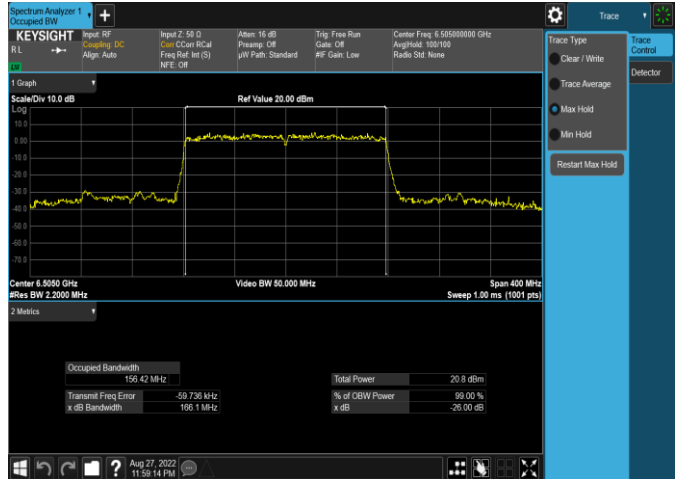 Spectrum Analyzer 1
Occupied BW
+
Trace
KEYSIGHT Input: RF Input Z: 50 Ω Atten: 16 dB Trig: Free Run Center Freq: 6.505000000 GHz
R L Coupling: DC Corr CCorr RCal Preamp: Off Gate: Off Avg|Hold: 100/100
Align: Auto Freq Ref: Int (S) µW Path: Standard #IF Gain: Low Radio Std: None
NFE: Off
Trace Type
Clear / Write
Trace Average
Max Hold
Min Hold
Restart Max Hold
Trace Control
Detector
1 Graph
Scale/Div 10.0 dB Ref Value 20.00 dBm
Log
10.0
0.00
-10.0
-20.0
-30.0
-40.0
-50.0
-60.0
-70.0
Center 6.5050 GHz Video BW 50.000 MHz Span 400 MHz
#Res BW 2.2000 MHz Sweep 1.00 ms (1001 pts)
2 Metrics
Occupied Bandwidth
156.42 MHz Total Power 20.8 dBm
Transmit Freq Error -59.736 kHz % of OBW Power 99.00 %
x dB Bandwidth 166.1 MHz x dB -26.00 dB
? Aug 27, 2022
11:59:14 PM